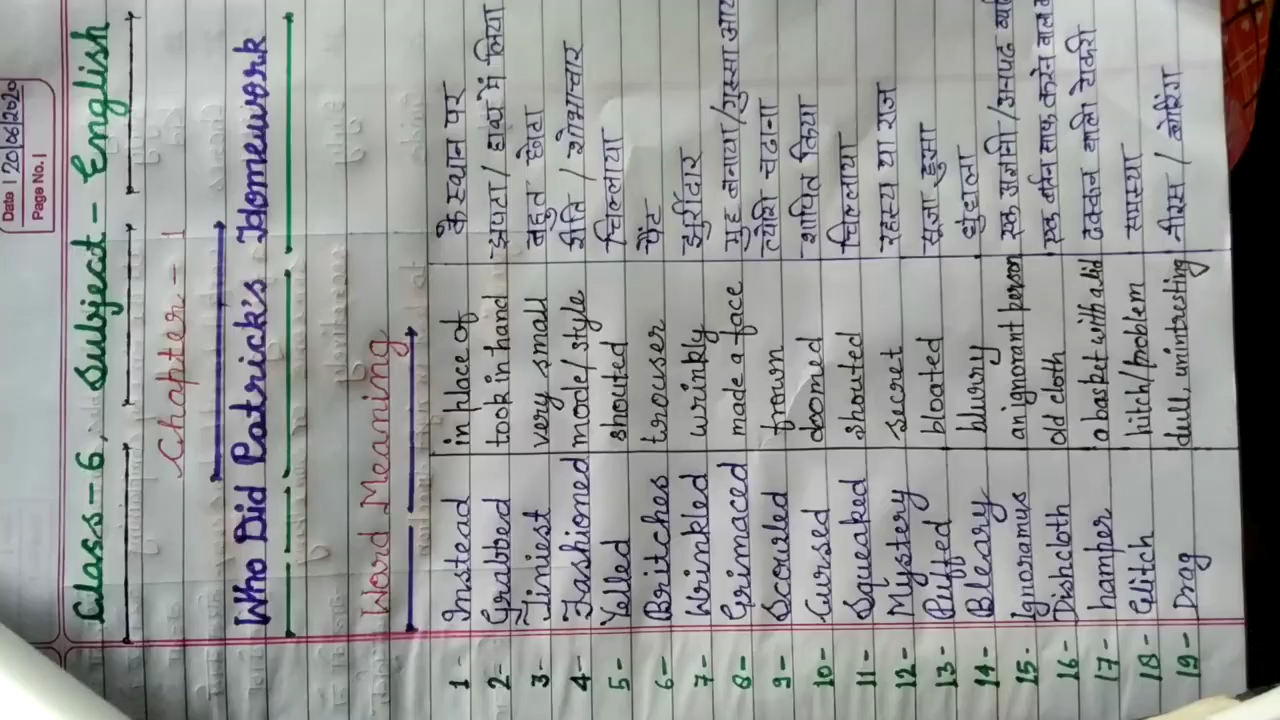 Date 20/06/2020
Page No. 1
Class-6, Subject-English
Chapter-1
Who Did Patrick's Homework
Word Meaning
1- Instead in place of के स्थान पर
2- Grabbed took in hand झपटा/हाथ में लिया
3- Tiniest very small बहुत छोटा
4- Fashioned mode/style रीति/शोभाचार
5- Yelled shouted चिल्लाया
6- Britches trouser पैंट
7- Wrinkled wrinkly झुर्रीदार
8- Grimaced made a face मुह बनाया/गुस्सा
9- Scowled frown त्योरी चढाना
10- Cursed doomed शापित किया
11- Squeaked shouted चिल्लाया
12- Mystery secret रहस्य या राज
13- Puffed bloated सूजा हुआ
14- Bleary blurry धुंधला
15- Ignoramus an ignorant person एक अज्ञानी/अनपढ
16- Dishcloth old cloth एक बर्तन साफ करने वाला
17- hamper a basket with a lid ढक्कन वाली टोकरी
18- Glitch hitch/problem समस्या
19- Drag dull, uninteresting नीरस/बोरिंग